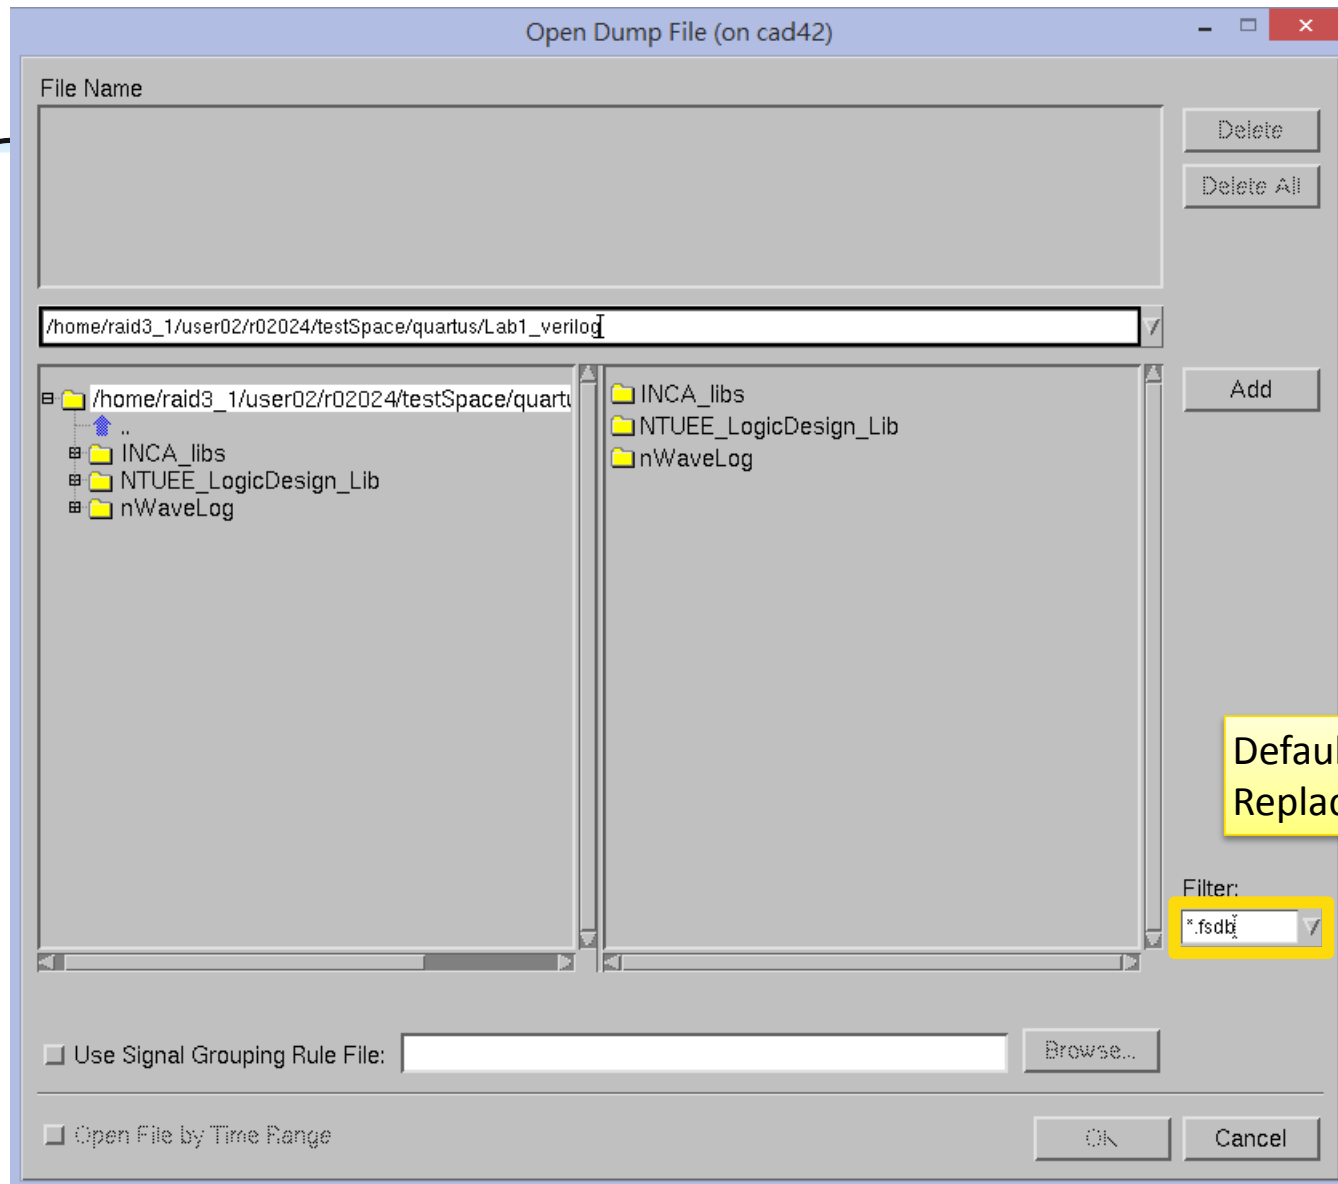 Open Dump File (on cad42)
File Name
Delete
Delete All
/home/raid3_1/user02/r02024/testSpace/quartus/Lab1_verilog
/home/raid3_1/user02/r02024/testSpace/quartu
..
INCA_libs
NTUEE_LogicDesign_Lib
nWaveLog
INCA_libs
NTUEE_LogicDesign_Lib
nWaveLog
Add
Filter:
*.fsdb
Use Signal Grouping Rule File:
Browse...
Open File by Time Range
OK
Cancel